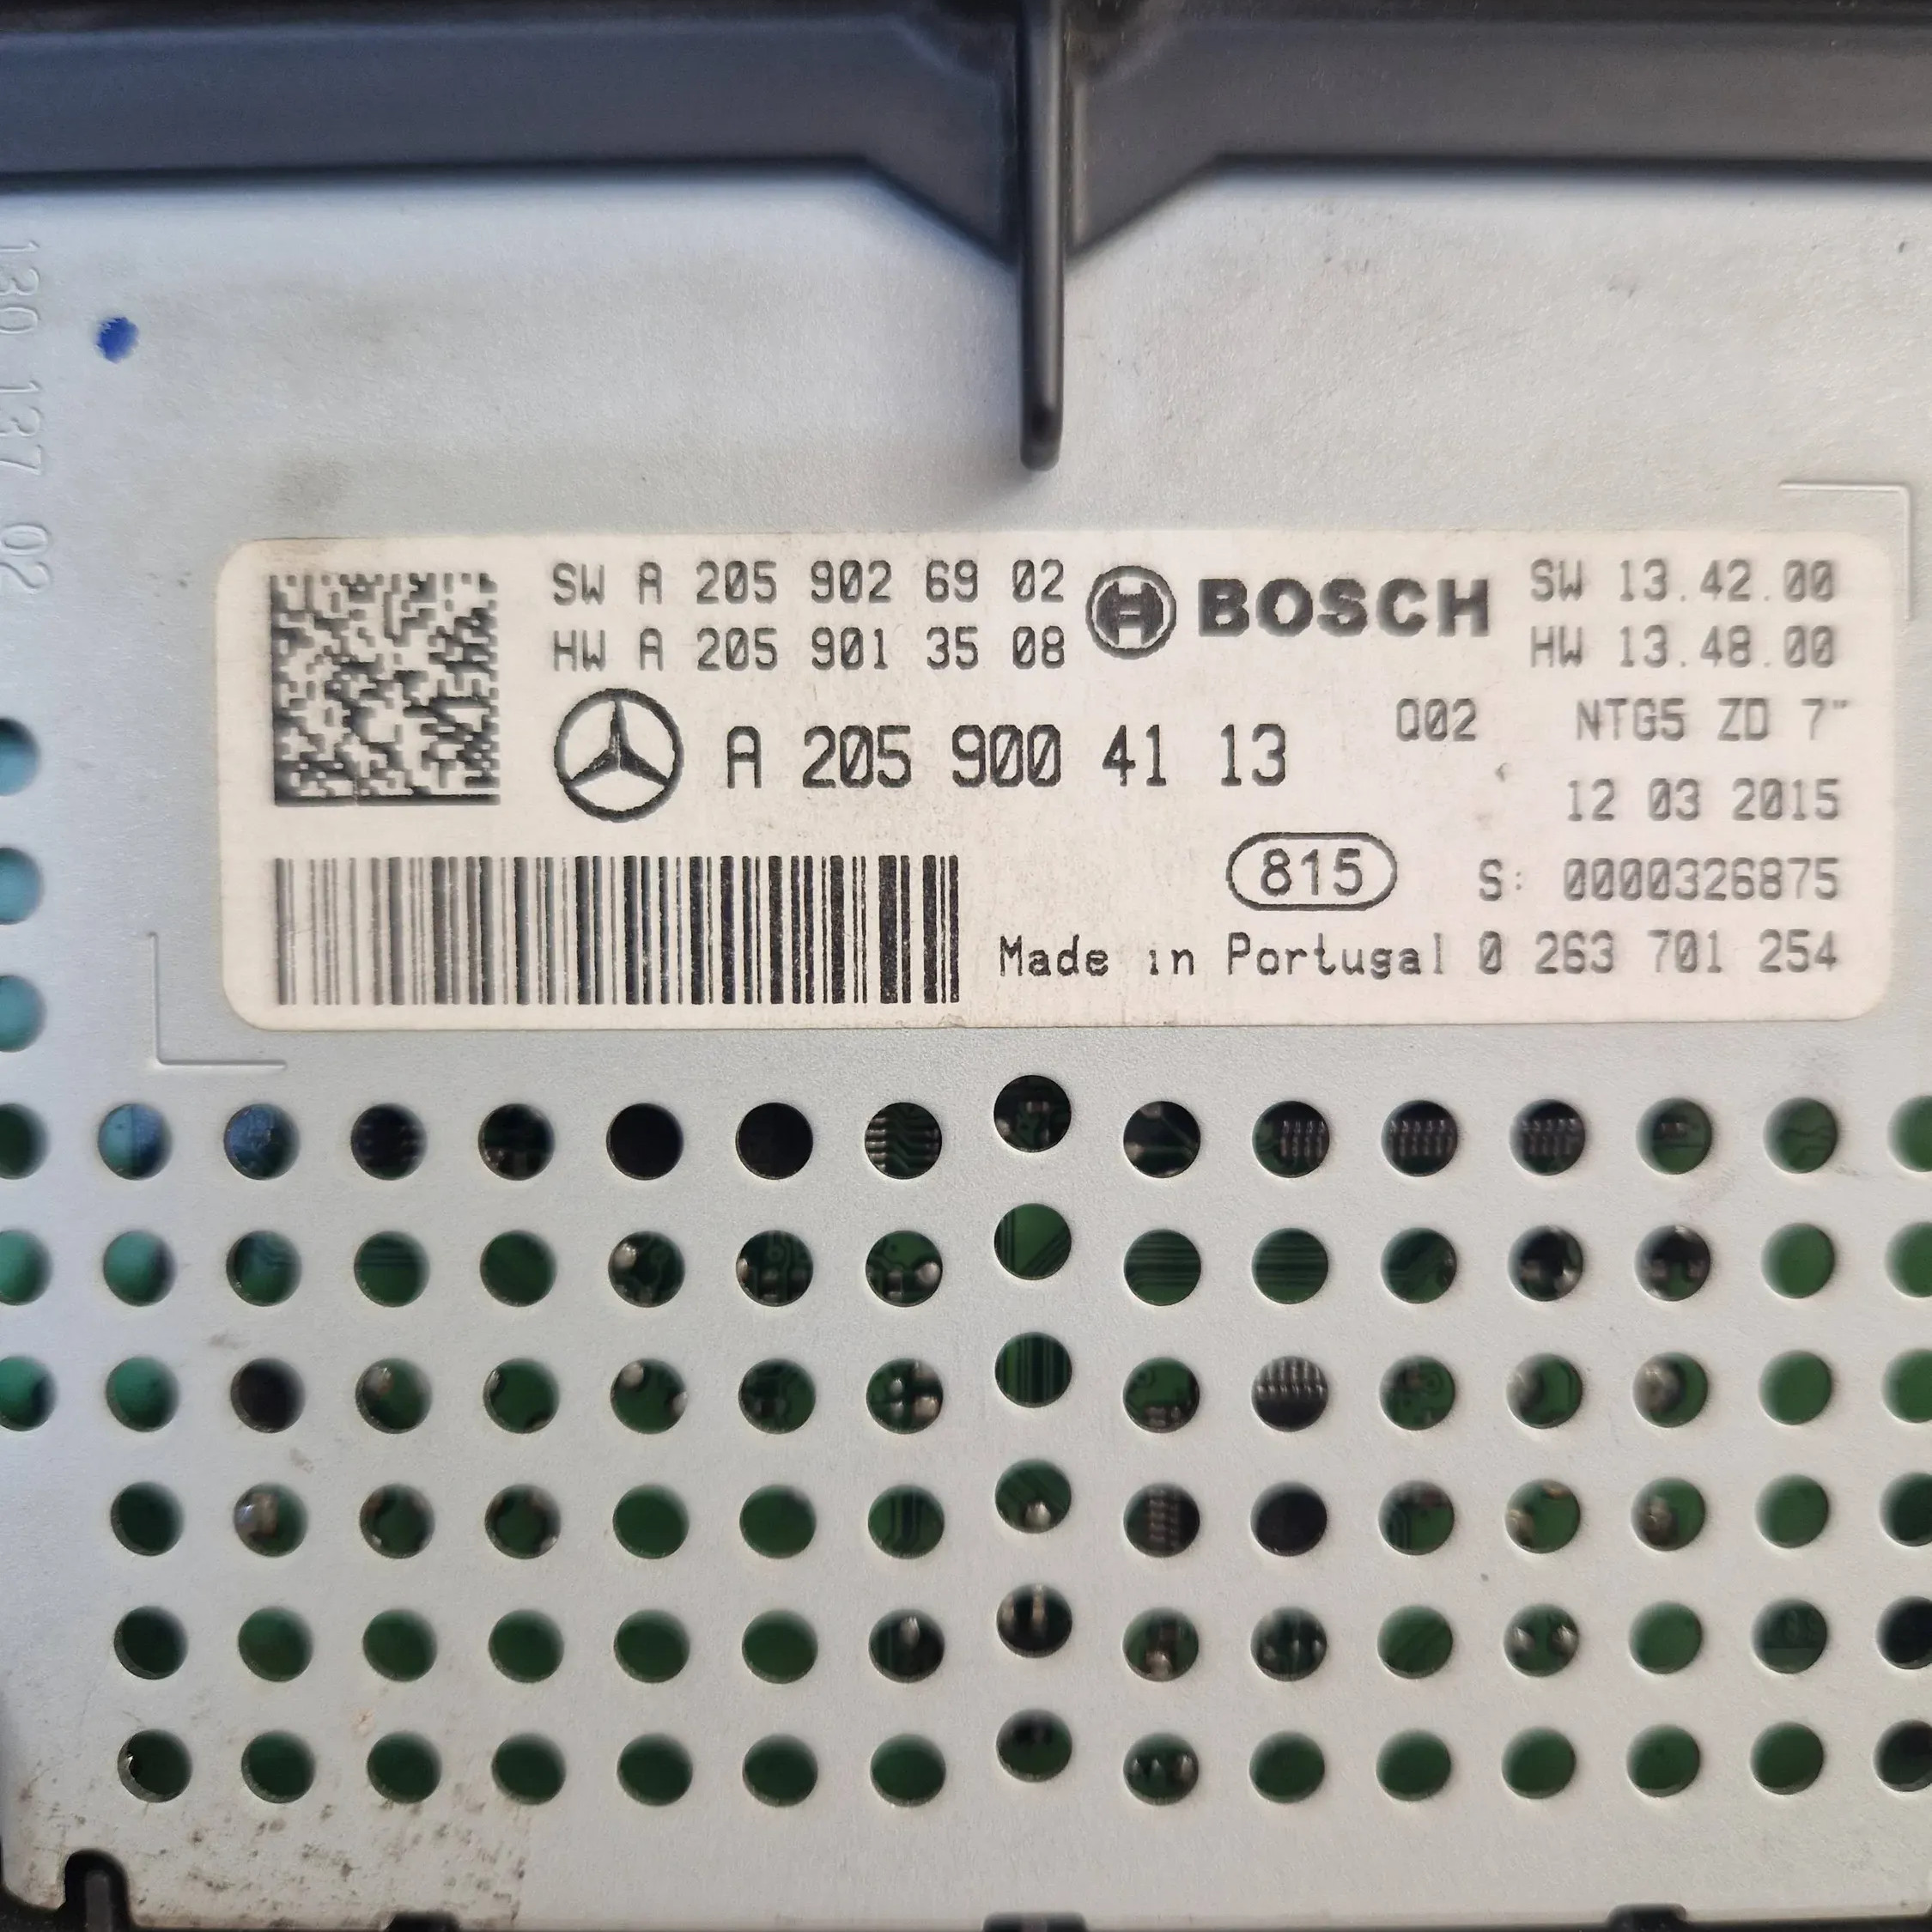 130 137 02
SW A 205 902 69 02
HW A 205 901 35 08
BOSCH
SW 13.42.00
HW 13.48.00
A 205 900 41 13
Q02 NTG5 ZD 7"
12 03 2015
815
S: 0000326875
Made in Portugal 0 263 701 254